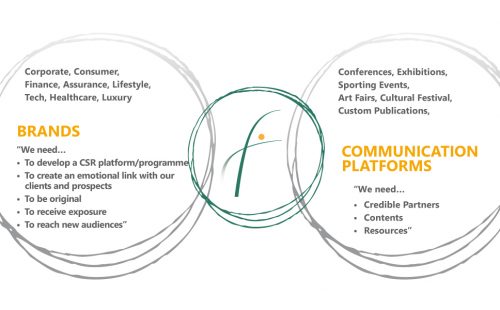 Corporate, Consumer,
Finance, Assurance, Lifestyle,
Tech, Healthcare, Luxury
BRANDS
"We need...
• To develop a CSR platform/programme
• To create an emotional link with our
clients and prospects
• To be original
• To receive exposure
• To reach new audiences"
Conferences, Exhibitions,
Sporting Events,
Art Fairs, Cultural Festival,
Custom Publications,
COMMUNICATION
PLATFORMS
"We need...
• Credible Partners
• Contents
• Resources"